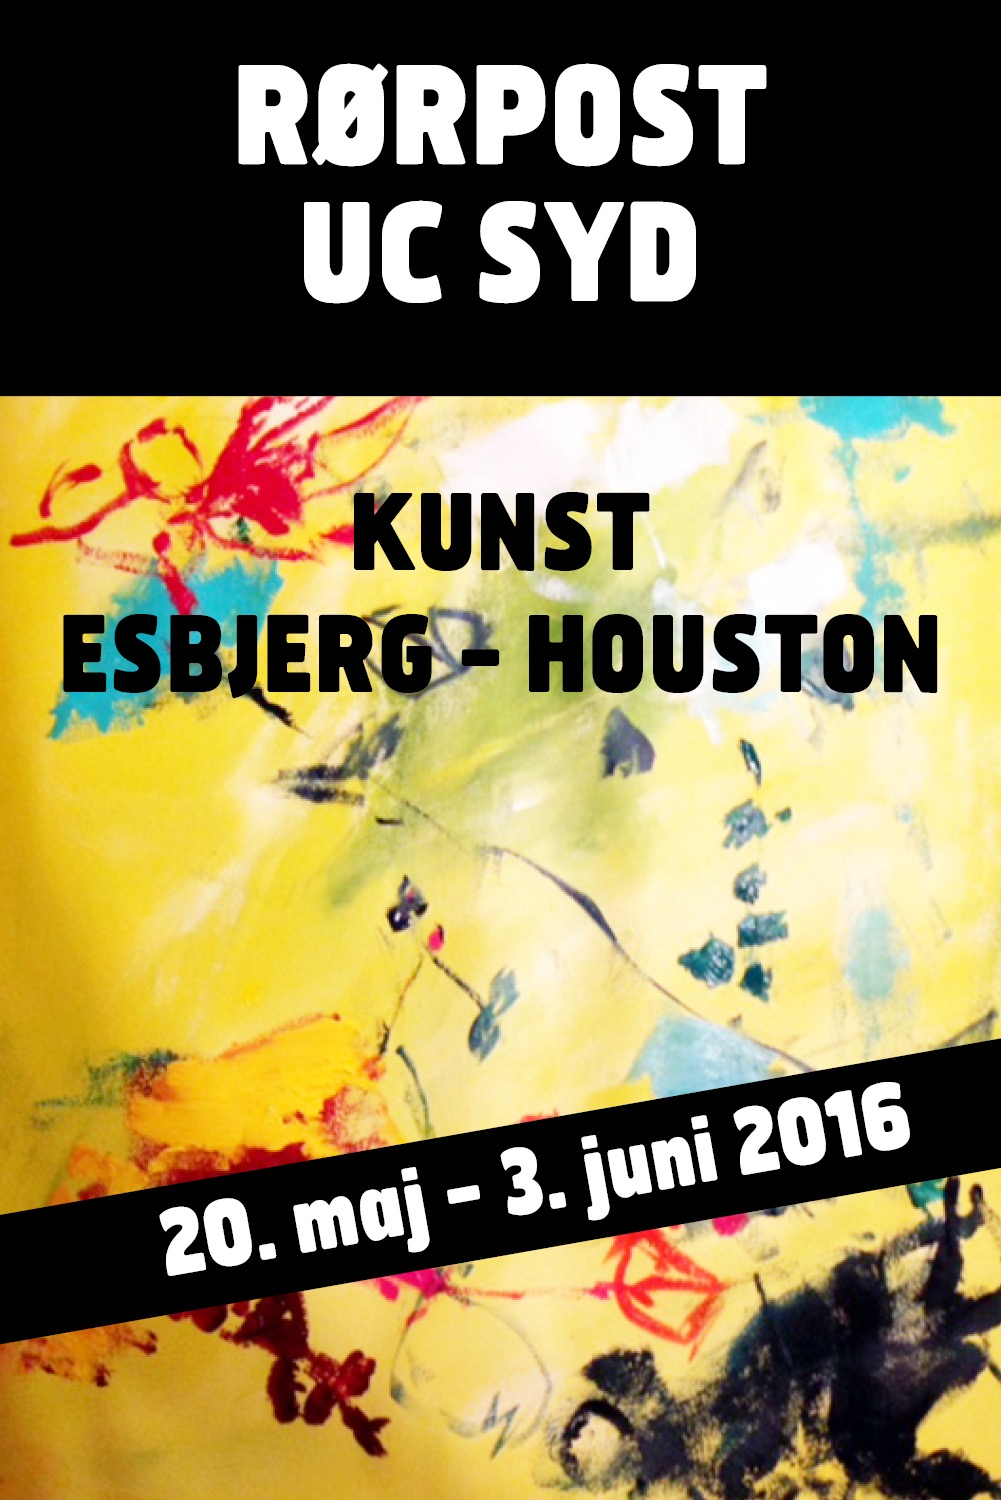 RØRPOST
UC SYD
KUNST
ESBJERG – HOUSTON
20. maj – 3. juni 2016